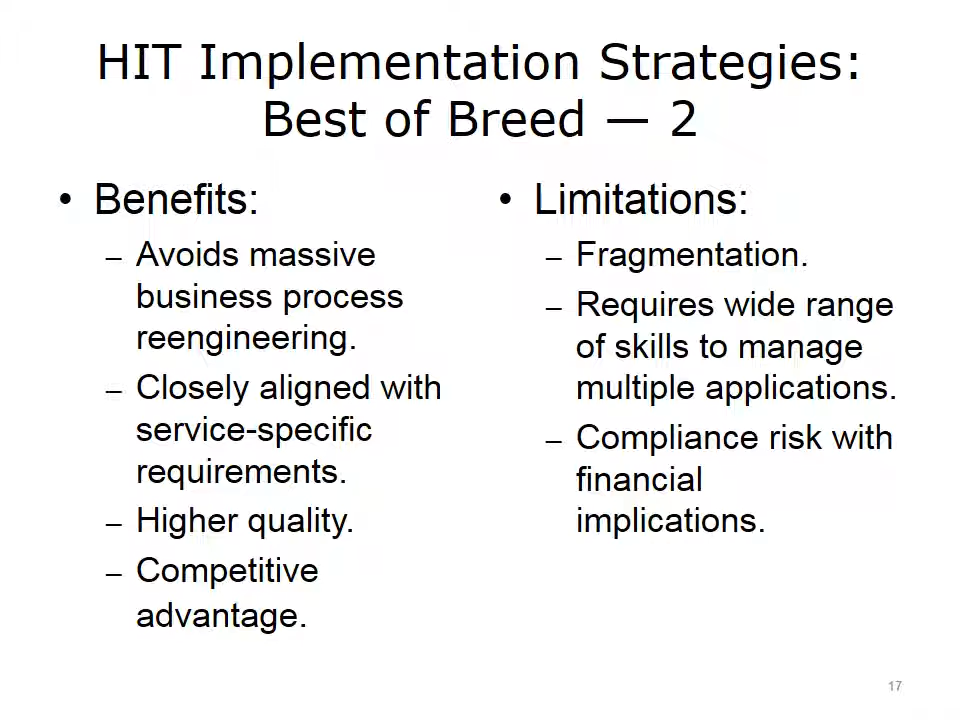 HIT Implementation Strategies:
Best of Breed — 2
• Benefits:
– Avoids massive
business process
reengineering.
– Closely aligned with
service-specific
requirements.
– Higher quality.
– Competitive
advantage.
• Limitations:
– Fragmentation.
– Requires wide range
of skills to manage
multiple applications.
– Compliance risk with
financial
implications.
17